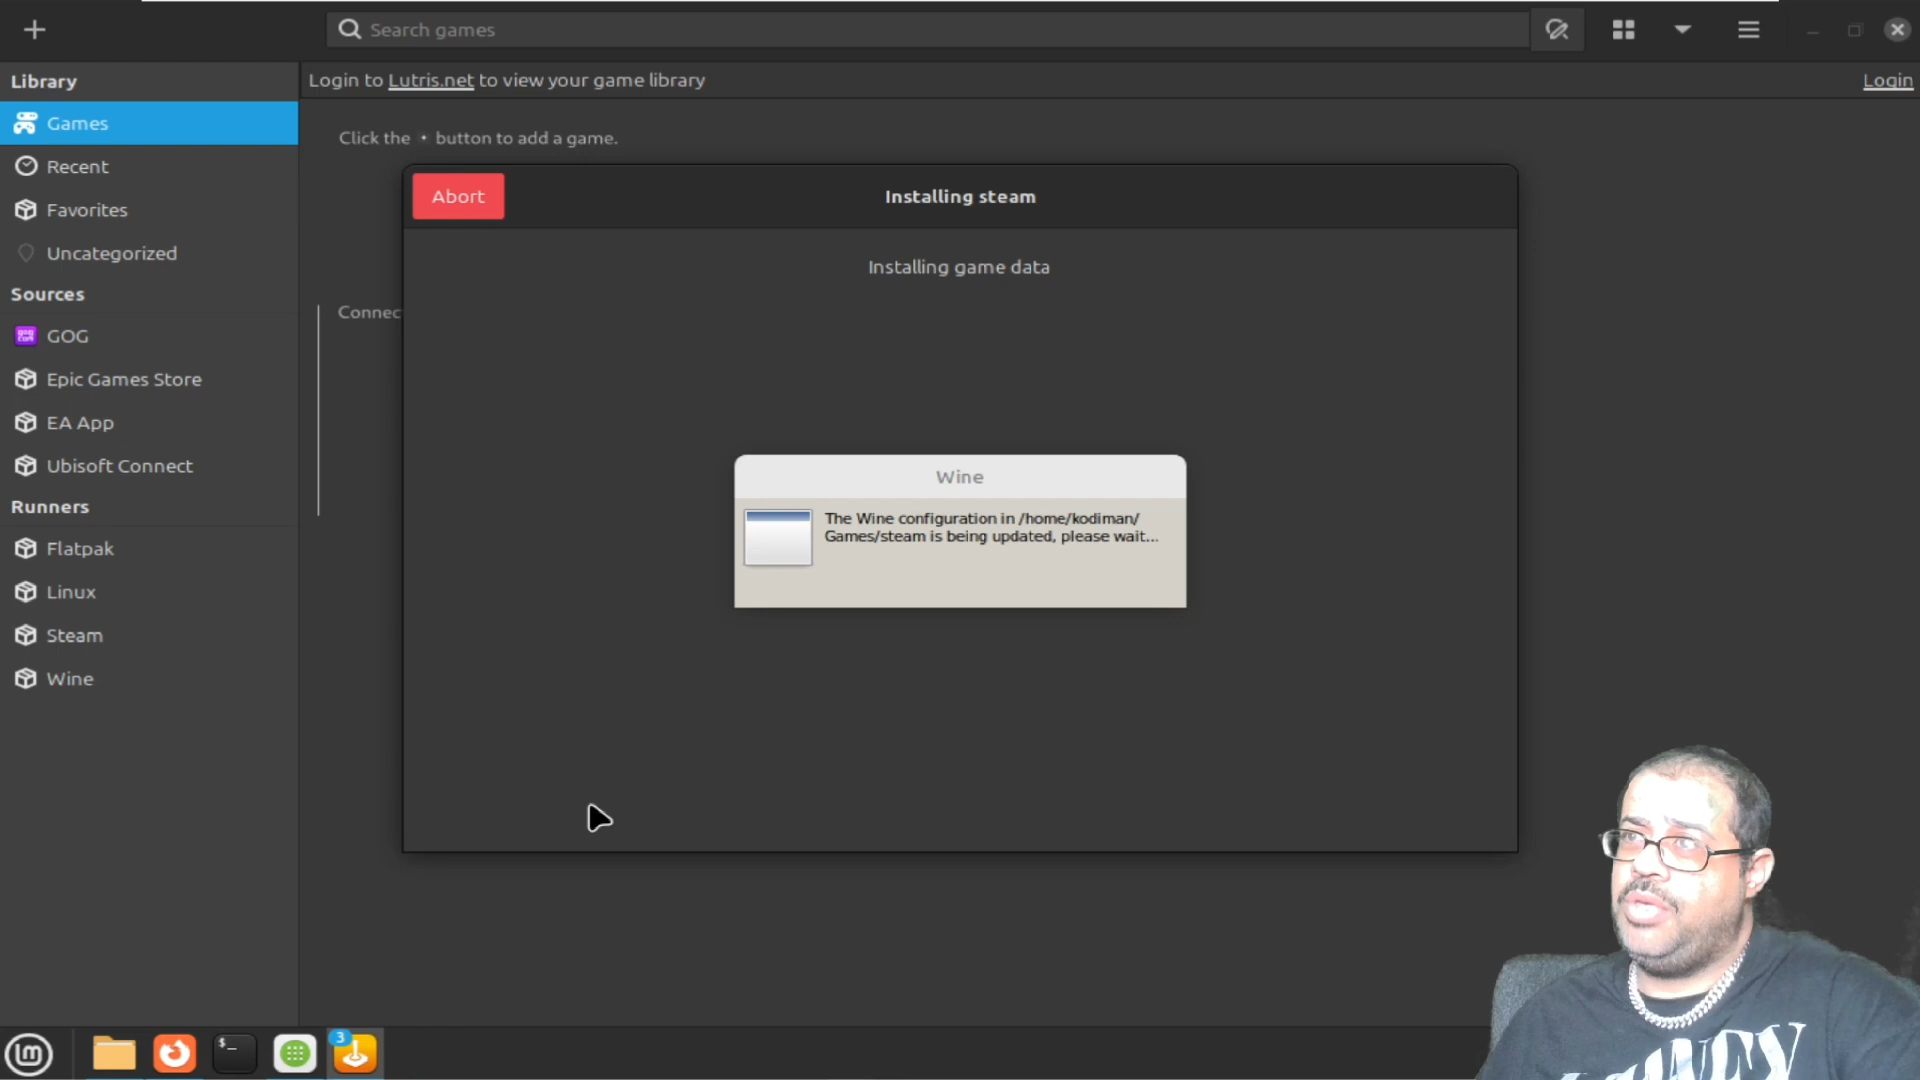 Search games
Library
Login to Lutris.net to view your game library
Login
Games
Click the • button to add a game.
Recent
Abort
Installing steam
Favorites
Uncategorized
Installing game data
Sources
Connec
GOG
Epic Games Store
EA App
Ubisoft Connect
Wine
Runners
The Wine configuration in /home/kodiman/
Games/steam is being updated, please wait...
Flatpak
Linux
Steam
Wine
$_
3
lm